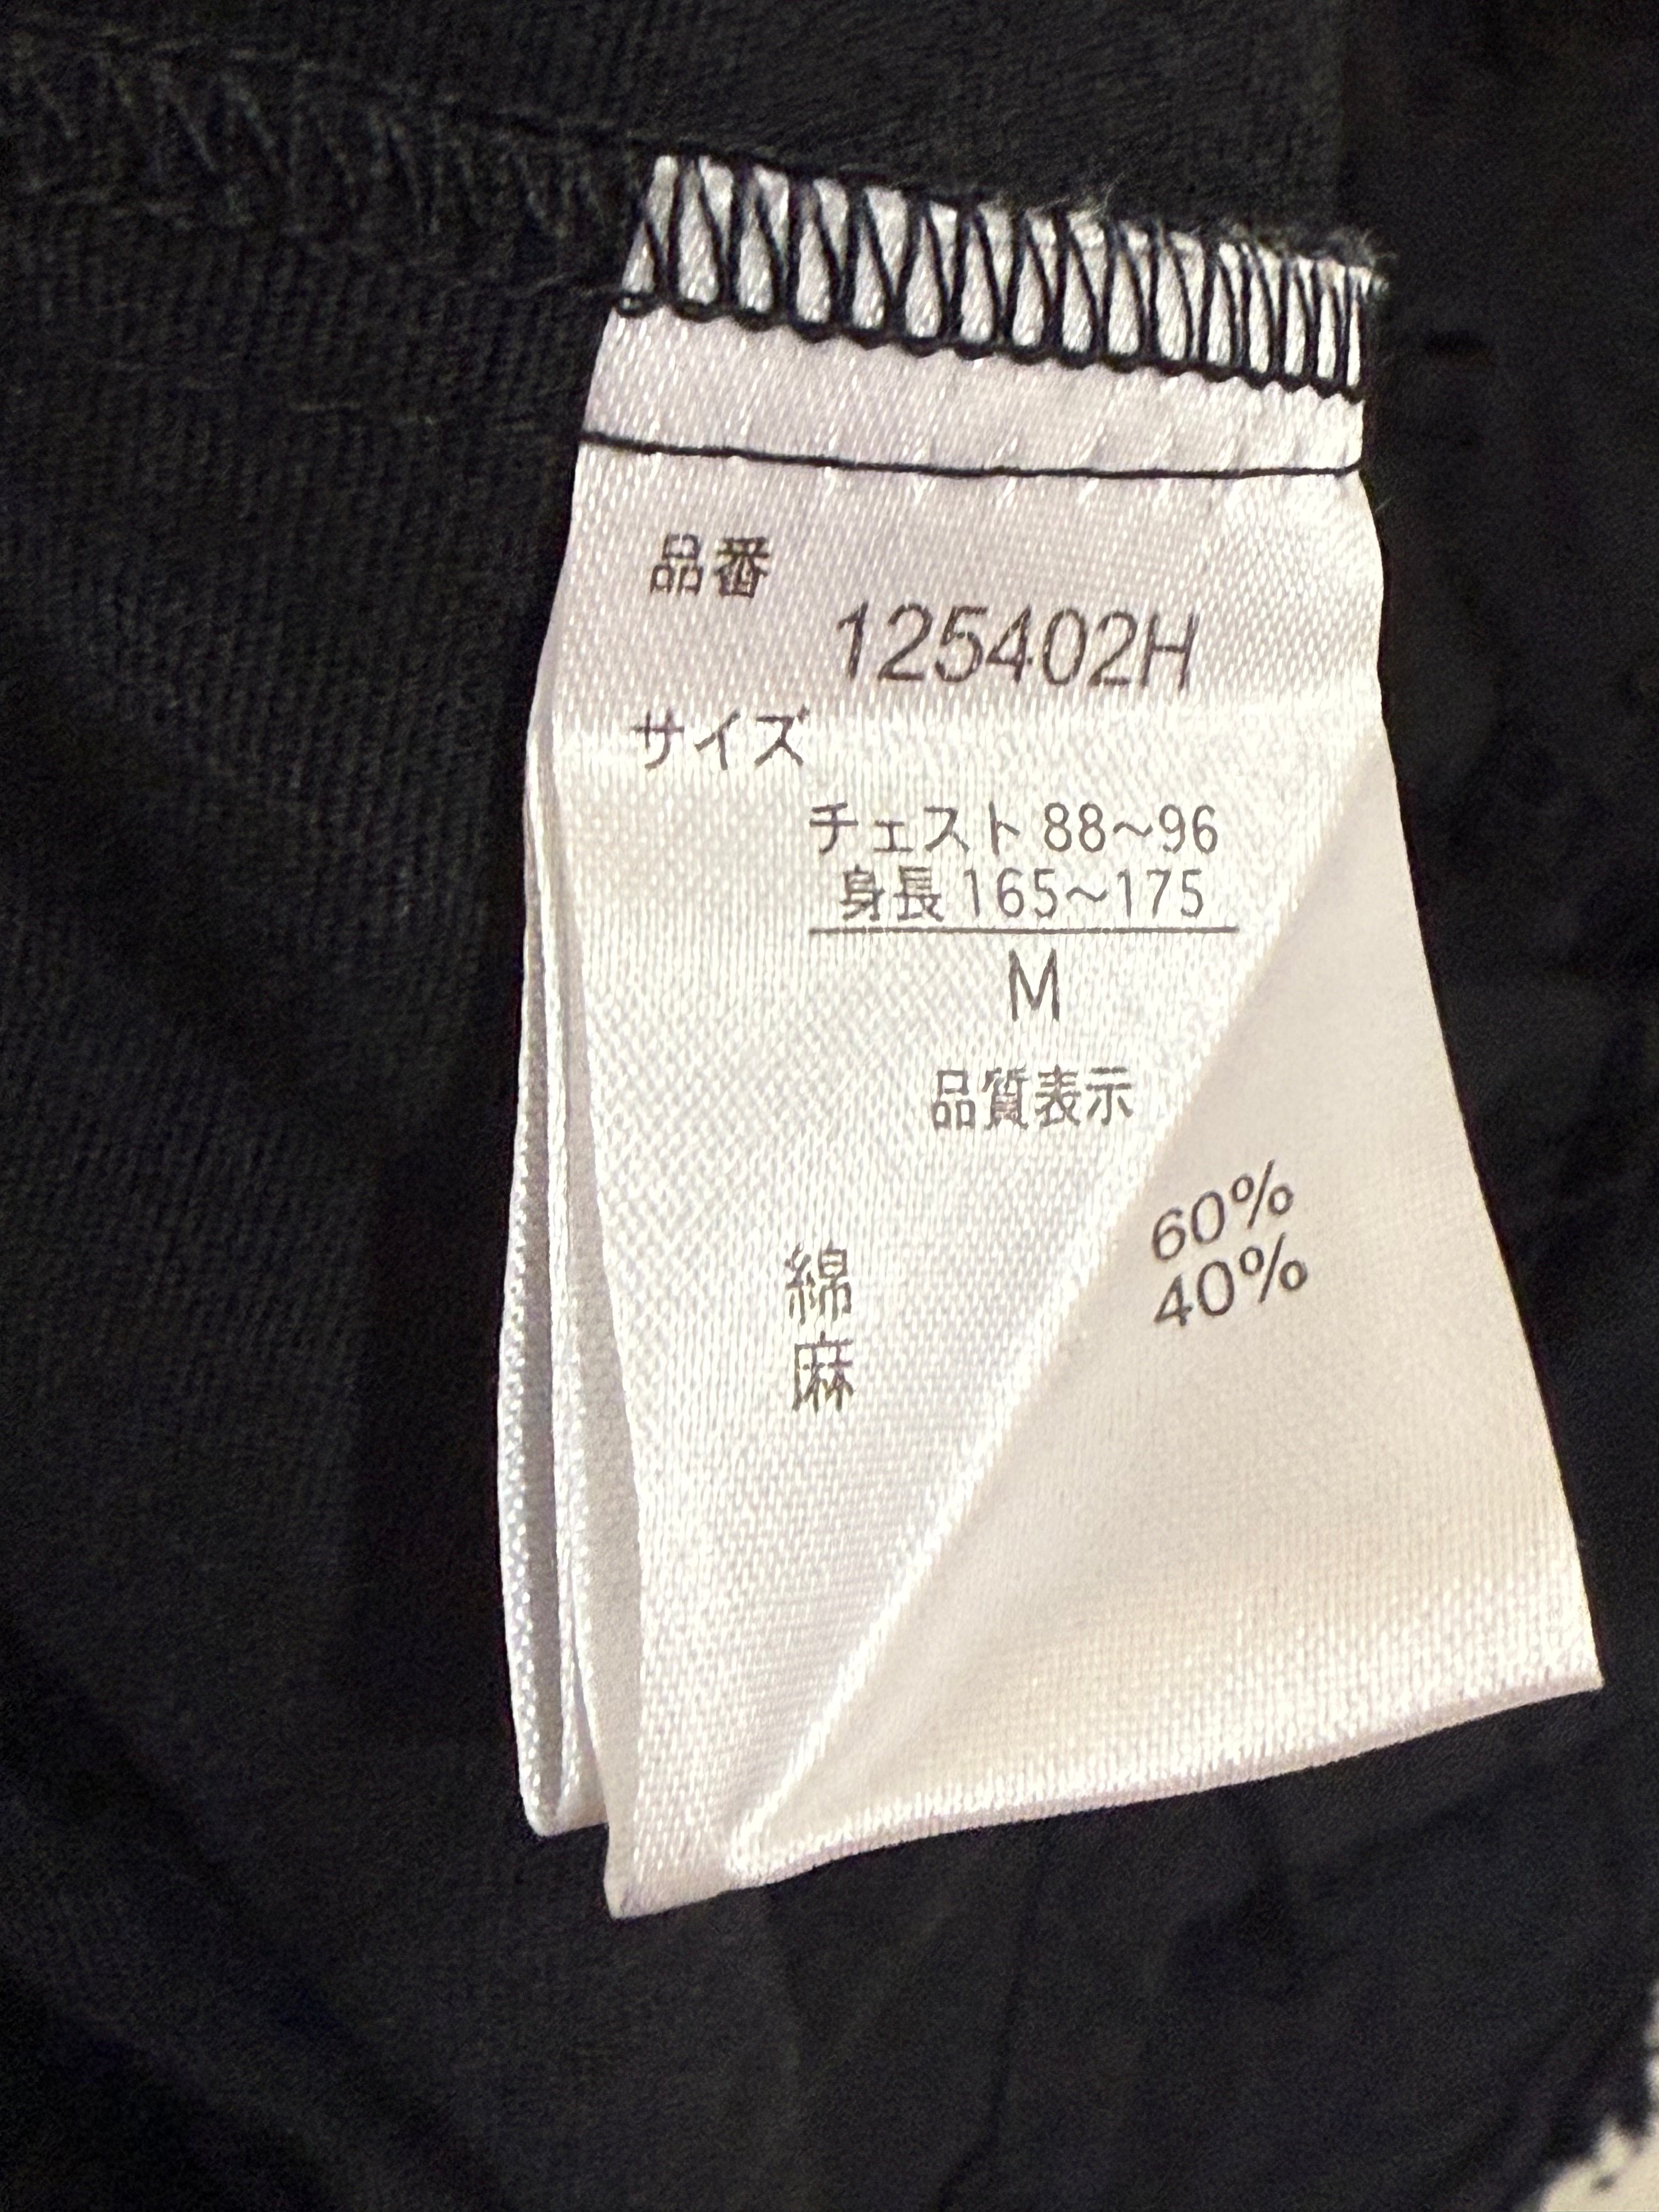 品番
125402H
サイズ
チェスト 88～96
身長 165～175
M
品質表示
綿 60%
麻 40%